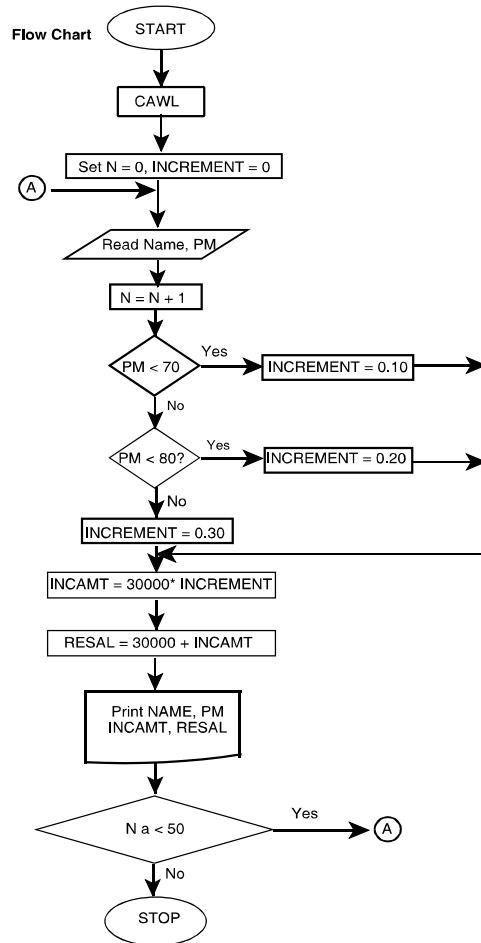 Flow Chart
START
CAWL
Set N = 0, INCREMENT = 0
A
Read Name, PM
N = N + 1
PM < 70
Yes
INCREMENT = 0.10
No
PM < 80?
Yes
INCREMENT = 0.20
No
INCREMENT = 0.30
INCAMT = 30000* INCREMENT
RESAL = 30000 + INCAMT
Print NAME, PM
INCAMT, RESAL
N a < 50
Yes
A
No
STOP